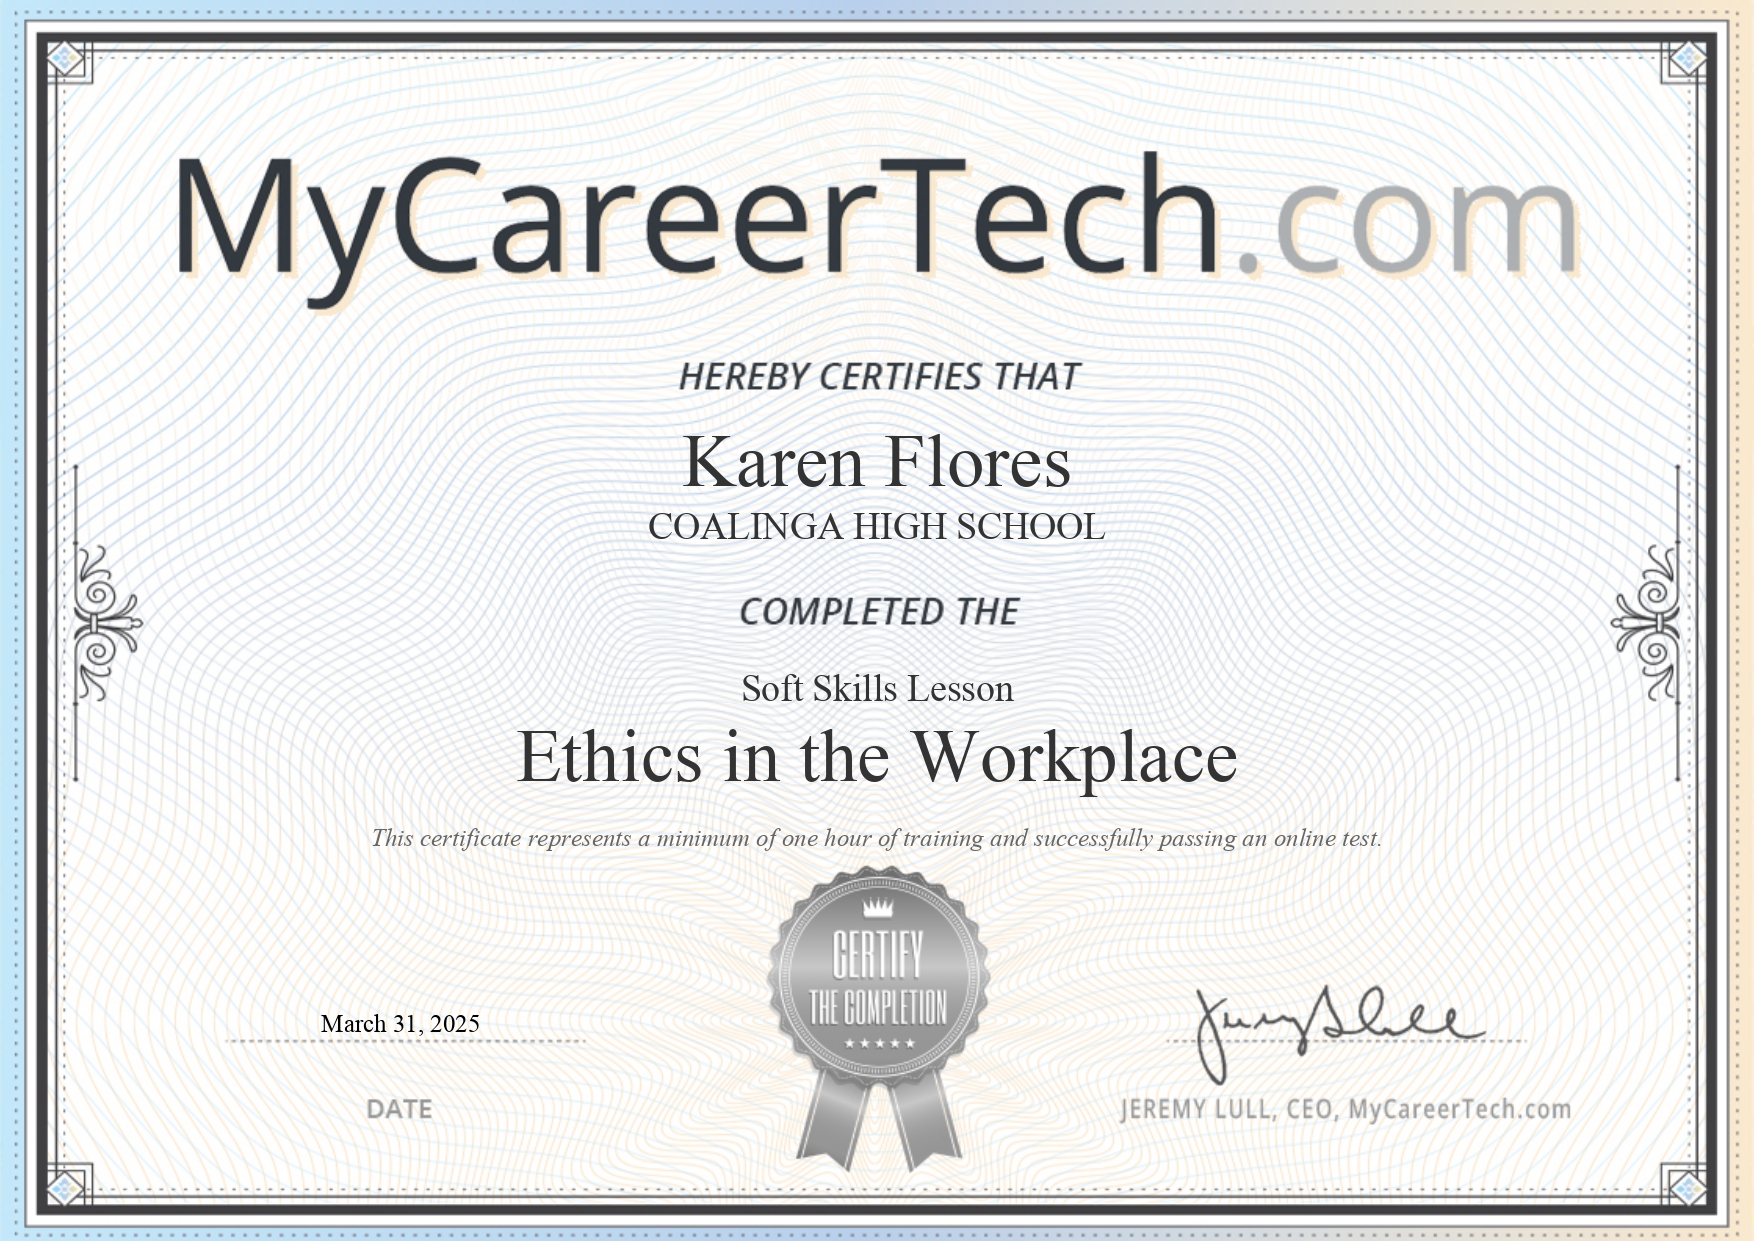 MyCareerTech.com
HEREBY CERTIFIES THAT
Karen Flores
COALINGA HIGH SCHOOL
COMPLETED THE
Soft Skills Lesson
Ethics in the Workplace
This certificate represents a minimum of one hour of training and successfully passing an online test.
CERTIFY
THE COMPLETION
March 31, 2025
DATE
JEREMY LULL, CEO, MyCareerTech.com